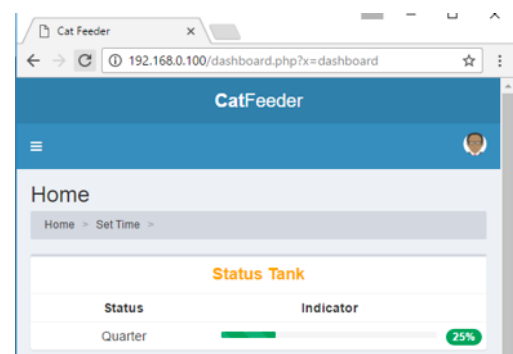 Cat Feeder
192.168.0.100/dashboard.php?x=dashboard
CatFeeder
Home
Home > Set Time >
Status Tank
Status Indicator
Quarter 25%